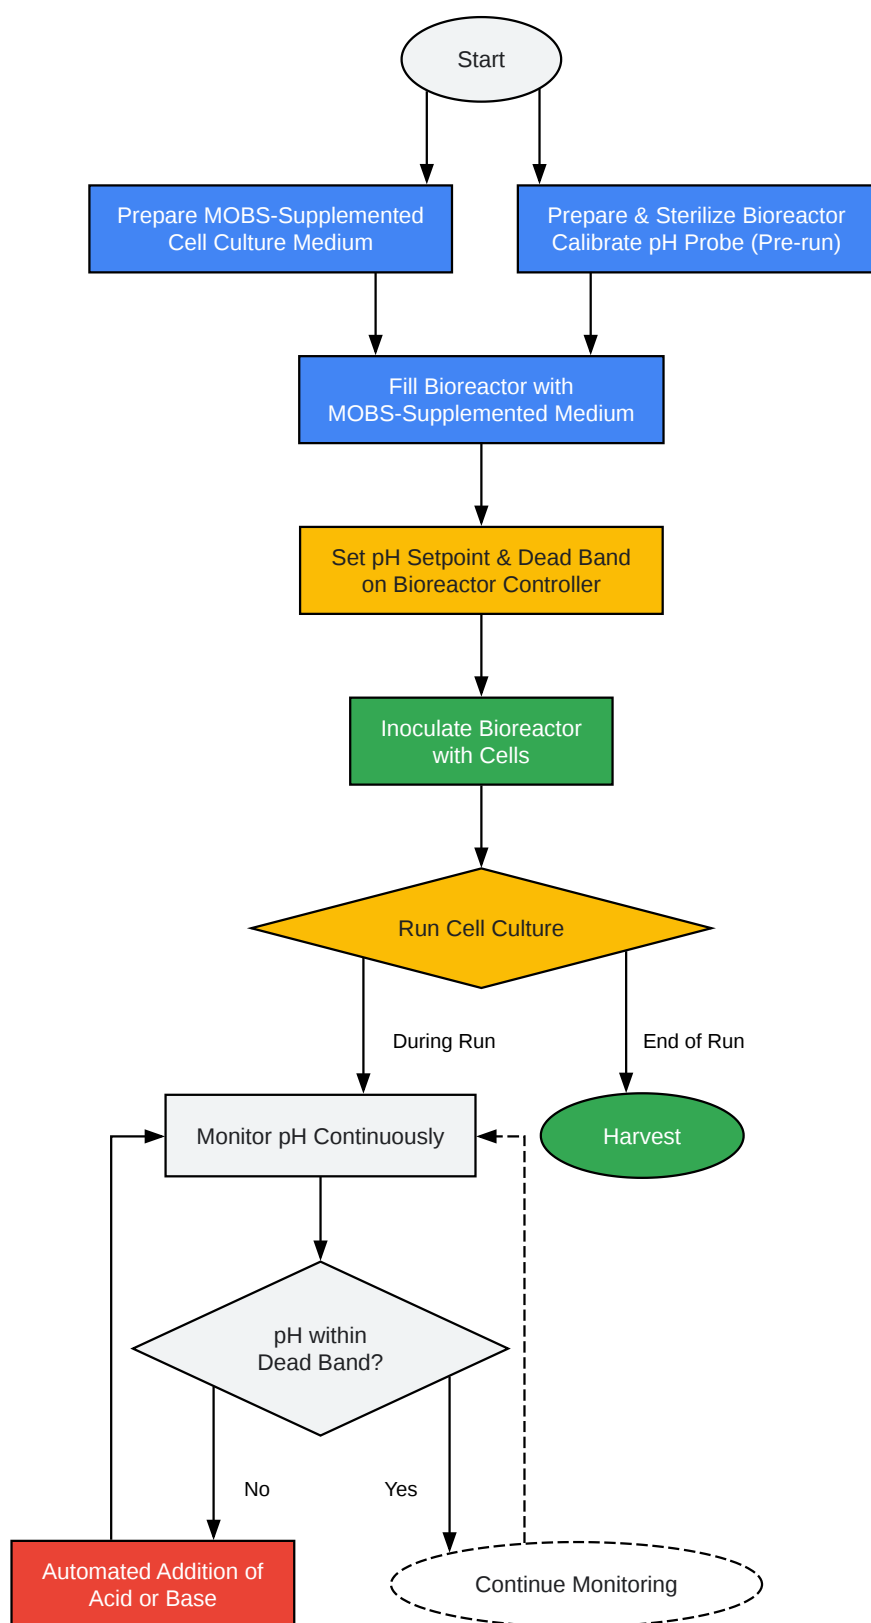 Start
Prepare MOBS-Supplemented
Cell Culture Medium
Prepare & Sterilize Bioreactor
Calibrate pH Probe (Pre-run)
Fill Bioreactor with
MOBS-Supplemented Medium
Set pH Setpoint & Dead Band
on Bioreactor Controller
Inoculate Bioreactor
with Cells
Run Cell Culture
During Run
End of Run
Monitor pH Continuously
Harvest
pH within
Dead Band?
No
Yes
Automated Addition of
Acid or Base
Continue Monitoring